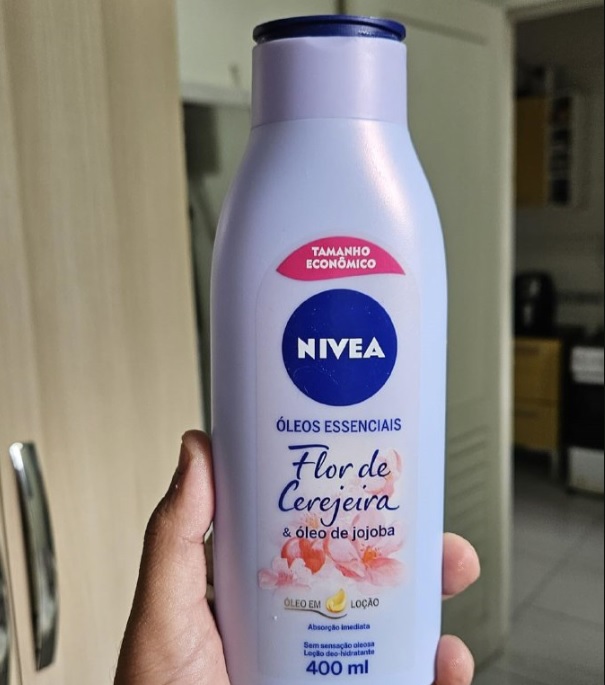 TAMANHO
ECONÔMICO
NIVEA
ÓLEOS ESSENCIAIS
Flor de
Cerejeira
& óleo de jojoba
ÓLEO EM LOÇÃO
Absorção imediata
Sem sensação oleosa
Loção deo-hidratante
400 ml